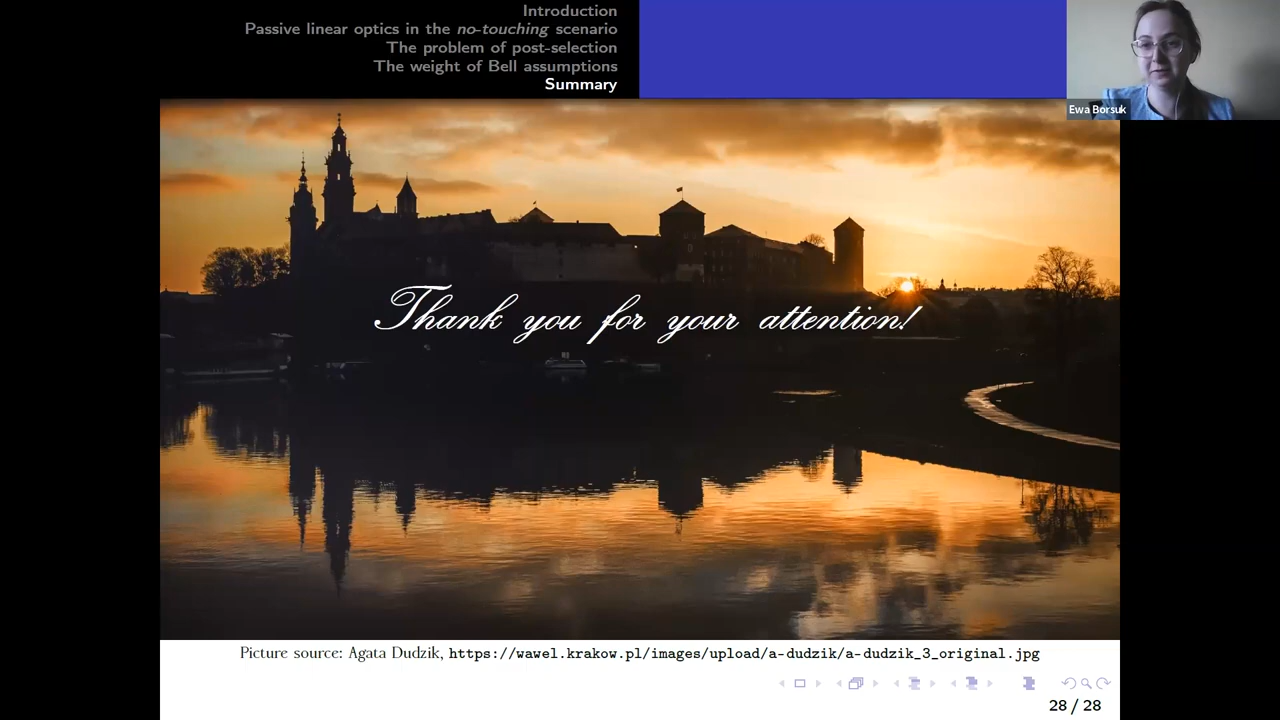 Introduction
Passive linear optics in the no-touching scenario
The problem of post-selection
The weight of Bell assumptions
Summary
Ewa Borsuk
Thank you for your attention!
Picture source: Agata Dudzik, https://wawel.krakow.pl/images/upload/a-dudzik/a-dudzik_3_original.jpg
28 / 28